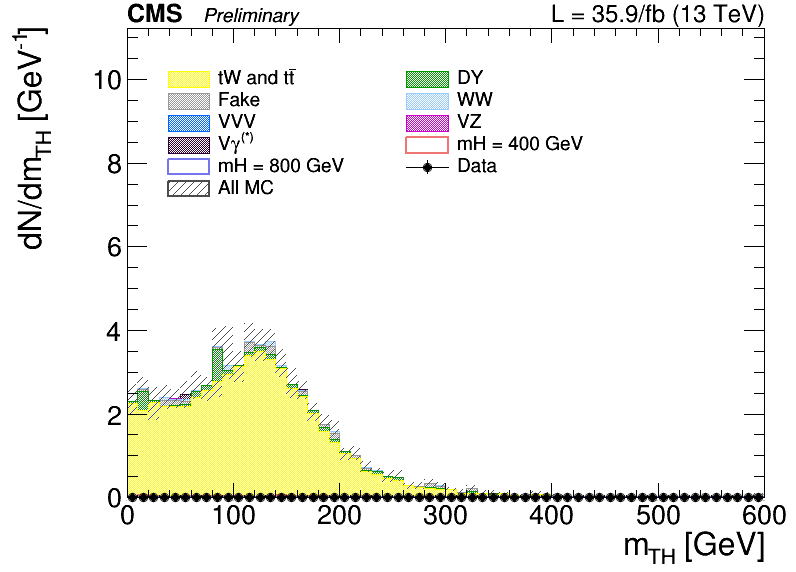 CMS Preliminary L = 35.9/fb (13 TeV)
dN/dm_TH [GeV^-1]
tW and tt̄ DY
Fake WW
VVV VZ
Vγ^(*) mH = 400 GeV
mH = 800 GeV Data
All MC
10
8
6
4
2
0
0 100 200 300 400 500 600
m_TH [GeV]